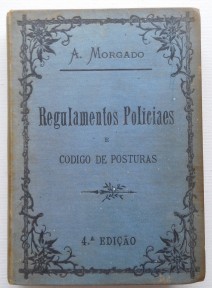 A. MORGADO
Regulamentos Policiaes
E
CODIGO DE POSTURAS
4.ª EDIÇÃO